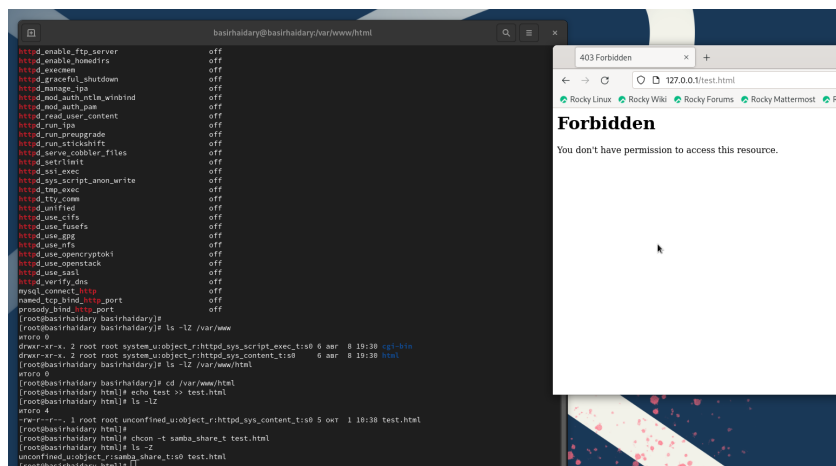 basirhaidary@basirhaidary:/var/www/html
httpd_enable_ftp_server off
httpd_enable_homedirs off
httpd_execmem off
httpd_graceful_shutdown off
httpd_manage_ipa off
httpd_mod_auth_ntlm_winbind off
httpd_mod_auth_pam off
httpd_read_user_content off
httpd_run_ipa off
httpd_run_preupgrade off
httpd_run_stickshift off
httpd_serve_cobbler_files off
httpd_setrlimit off
httpd_ssi_exec off
httpd_sys_script_anon_write off
httpd_tmp_exec off
httpd_tty_comm off
httpd_unified off
httpd_use_cifs off
httpd_use_fusefs off
httpd_use_gpg off
httpd_use_nfs off
httpd_use_opencryptoki off
httpd_use_openstack off
httpd_use_sasl off
httpd_verify_dns off
mysql_connect_http off
named_tcp_bind_http_port off
prosody_bind_http_port off
[root@basirhaidary basirhaidary]#
[root@basirhaidary basirhaidary]# ls -lZ /var/www
итого 0
drwxr-xr-x. 2 root root system_u:object_r:httpd_sys_script_exec_t:s0 6 авг 8 19:30 cgi-bin
drwxr-xr-x. 2 root root system_u:object_r:httpd_sys_content_t:s0 6 авг 8 19:30 html
[root@basirhaidary basirhaidary]# ls -lZ /var/www/html
итого 0
[root@basirhaidary basirhaidary]# cd /var/www/html
[root@basirhaidary html]# echo test >> test.html
[root@basirhaidary html]# ls -lZ
итого 4
-rw-r--r--. 1 root root unconfined_u:object_r:httpd_sys_content_t:s0 5 окт 1 10:38 test.html
[root@basirhaidary html]#
[root@basirhaidary html]# chcon -t samba_share_t test.html
[root@basirhaidary html]# ls -Z
unconfined_u:object_r:samba_share_t:s0 test.html
[root@basirhaidary html]#
403 Forbidden
127.0.0.1/test.html
Rocky Linux Rocky Wiki Rocky Forums Rocky Mattermost
Forbidden
You don't have permission to access this resource.